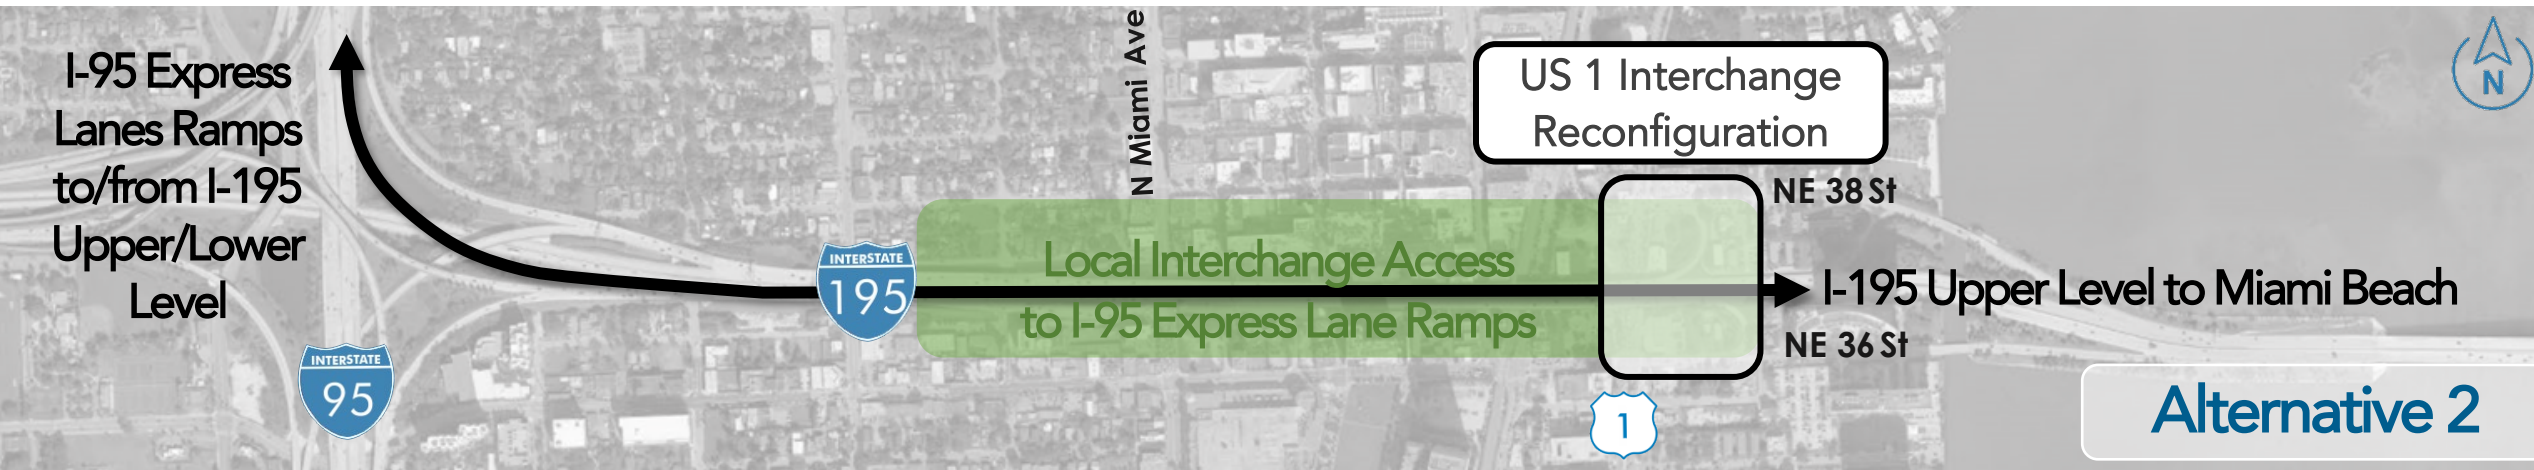 I-95 Express
Lanes Ramps
to/from I-195
Upper/Lower
Level
INTERSTATE
95
INTERSTATE
195
N Miami Ave
Local Interchange Access
to I-95 Express Lane Ramps
US 1 Interchange
Reconfiguration
NE 38 St
I-195 Upper Level to Miami Beach
NE 36 St
1
N
Alternative 2